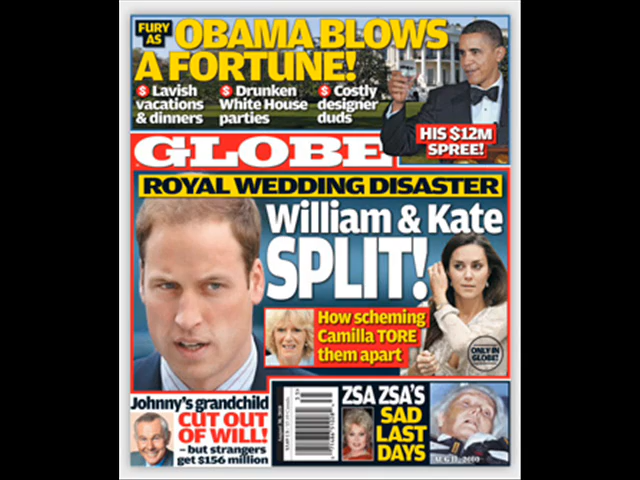 FURY AS
OBAMA BLOWS
A FORTUNE!
$ Lavish vacations & dinners
$ Drunken White House parties
$ Costly designer duds
HIS $12M
SPREE!
GLOBE
ROYAL WEDDING DISASTER
William & Kate
SPLIT!
How scheming
Camilla TORE
them apart
ONLY IN
GLOBE!
Johnny's grandchild
CUT OUT
OF WILL!
– but strangers
get $156 million
ZSA ZSA'S
SAD
LAST
DAYS